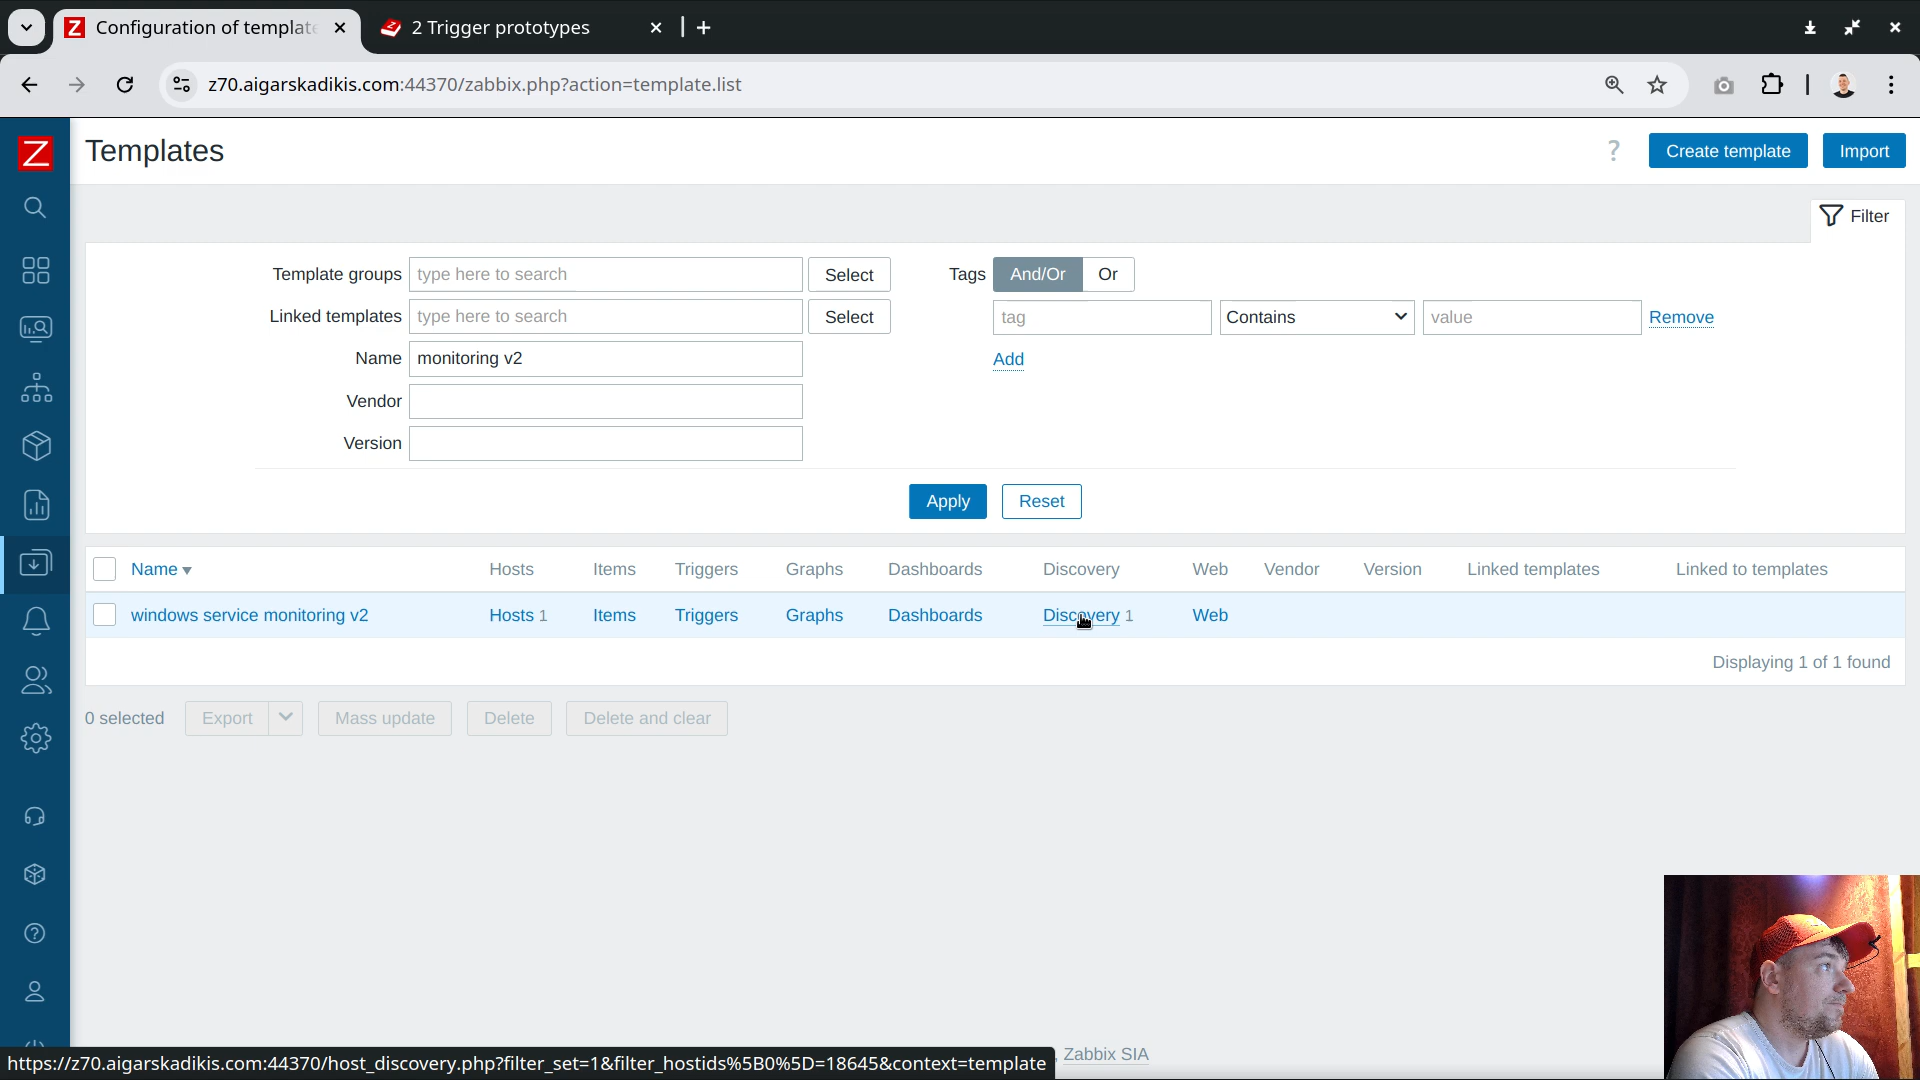 Configuration of templat
2 Trigger prototypes
z70.aigarskadikis.com:44370/zabbix.php?action=template.list
Z
Templates
?
Create template
Import
Filter
Template groups
type here to search
Select
Tags
And/Or
Or
Linked templates
type here to search
Select
tag
Contains
value
Remove
Name
monitoring v2
Add
Vendor
Version
Apply
Reset
Name
Hosts
Items
Triggers
Graphs
Dashboards
Discovery
Web
Vendor
Version
Linked templates
Linked to templates
windows service monitoring v2
Hosts 1
Items
Triggers
Graphs
Dashboards
Discovery 1
Web
Displaying 1 of 1 found
0 selected
Export
Mass update
Delete
Delete and clear
https://z70.aigarskadikis.com:44370/host_discovery.php?filter_set=1&filter_hostids%5B0%5D=18645&context=template
, Zabbix SIA